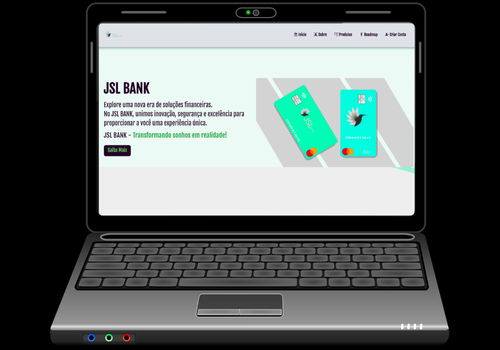 Início Sobre Produtos Roadmap Criar Conta
JSL BANK
Explore uma nova era de soluções financeiras.
No JSL BANK, unimos inovação, segurança e excelência para
proporcionar a você uma experiência única.
JSL BANK - Transformando sonhos em realidade!
Saiba Mais